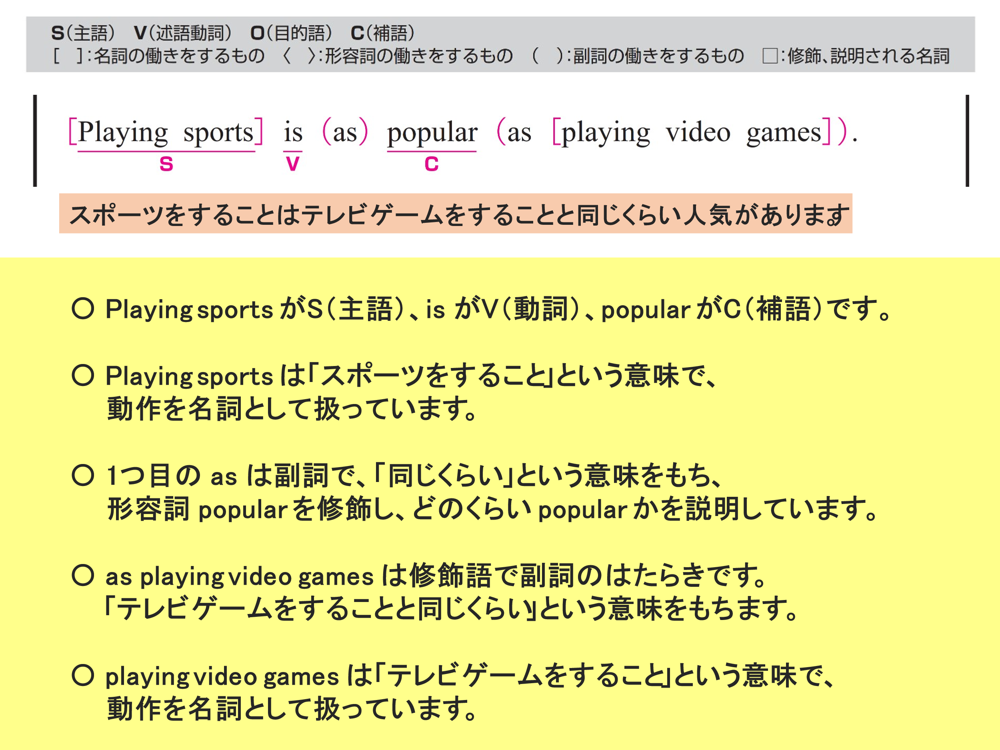 S（主語） V（述語動詞） O（目的語） C（補語）
[ ]：名詞の働きをするもの 〈 〉：形容詞の働きをするもの （ ）：副詞の働きをするもの □：修飾、説明される名詞
[Playing sports] is (as) popular (as [playing video games]).
S V C
スポーツをすることはテレビゲームをすることと同じくらい人気があります。
○ Playing sports がS（主語）、is がV（動詞）、popular がC（補語）です。
○ Playing sports は「スポーツをすること」という意味で、
動作を名詞として扱っています。
○ 1つ目の as は副詞で、「同じくらい」という意味をもち、
形容詞 popular を修飾し、どのくらい popular かを説明しています。
○ as playing video games は修飾語で副詞のはたらきです。
「テレビゲームをすることと同じくらい」という意味をもちます。
○ playing video games は「テレビゲームをすること」という意味で、
動作を名詞として扱っています。